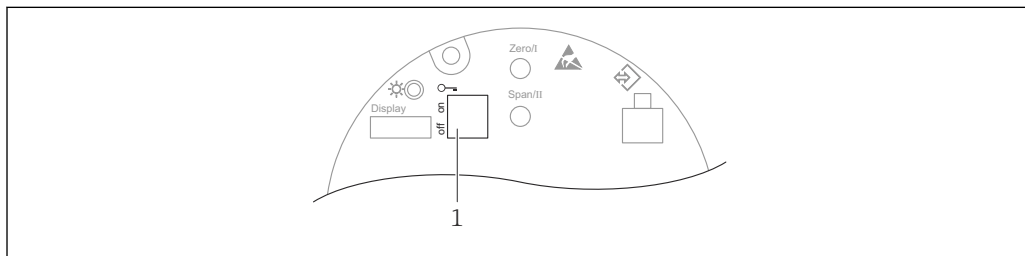 Zero/I
Span/II
Display
on
off
1